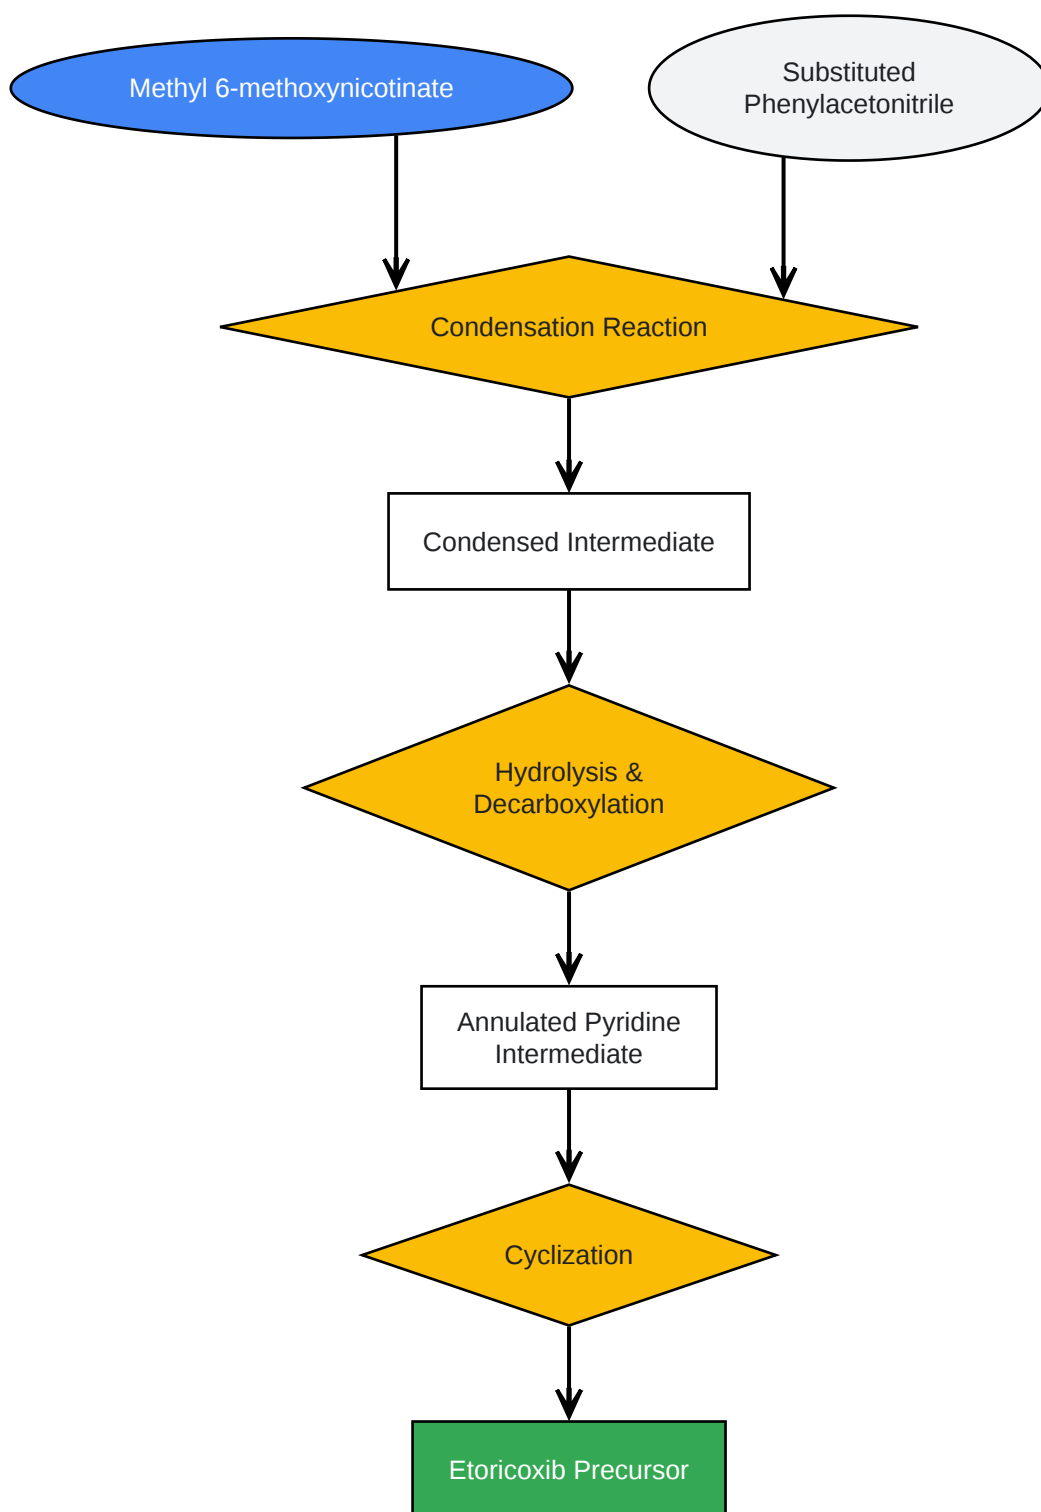 Methyl 6-methoxynicotinate
Substituted
Phenylacetonitrile
Condensation Reaction
Condensed Intermediate
Hydrolysis &
Decarboxylation
Annulated Pyridine
Intermediate
Cyclization
Etoricoxib Precursor